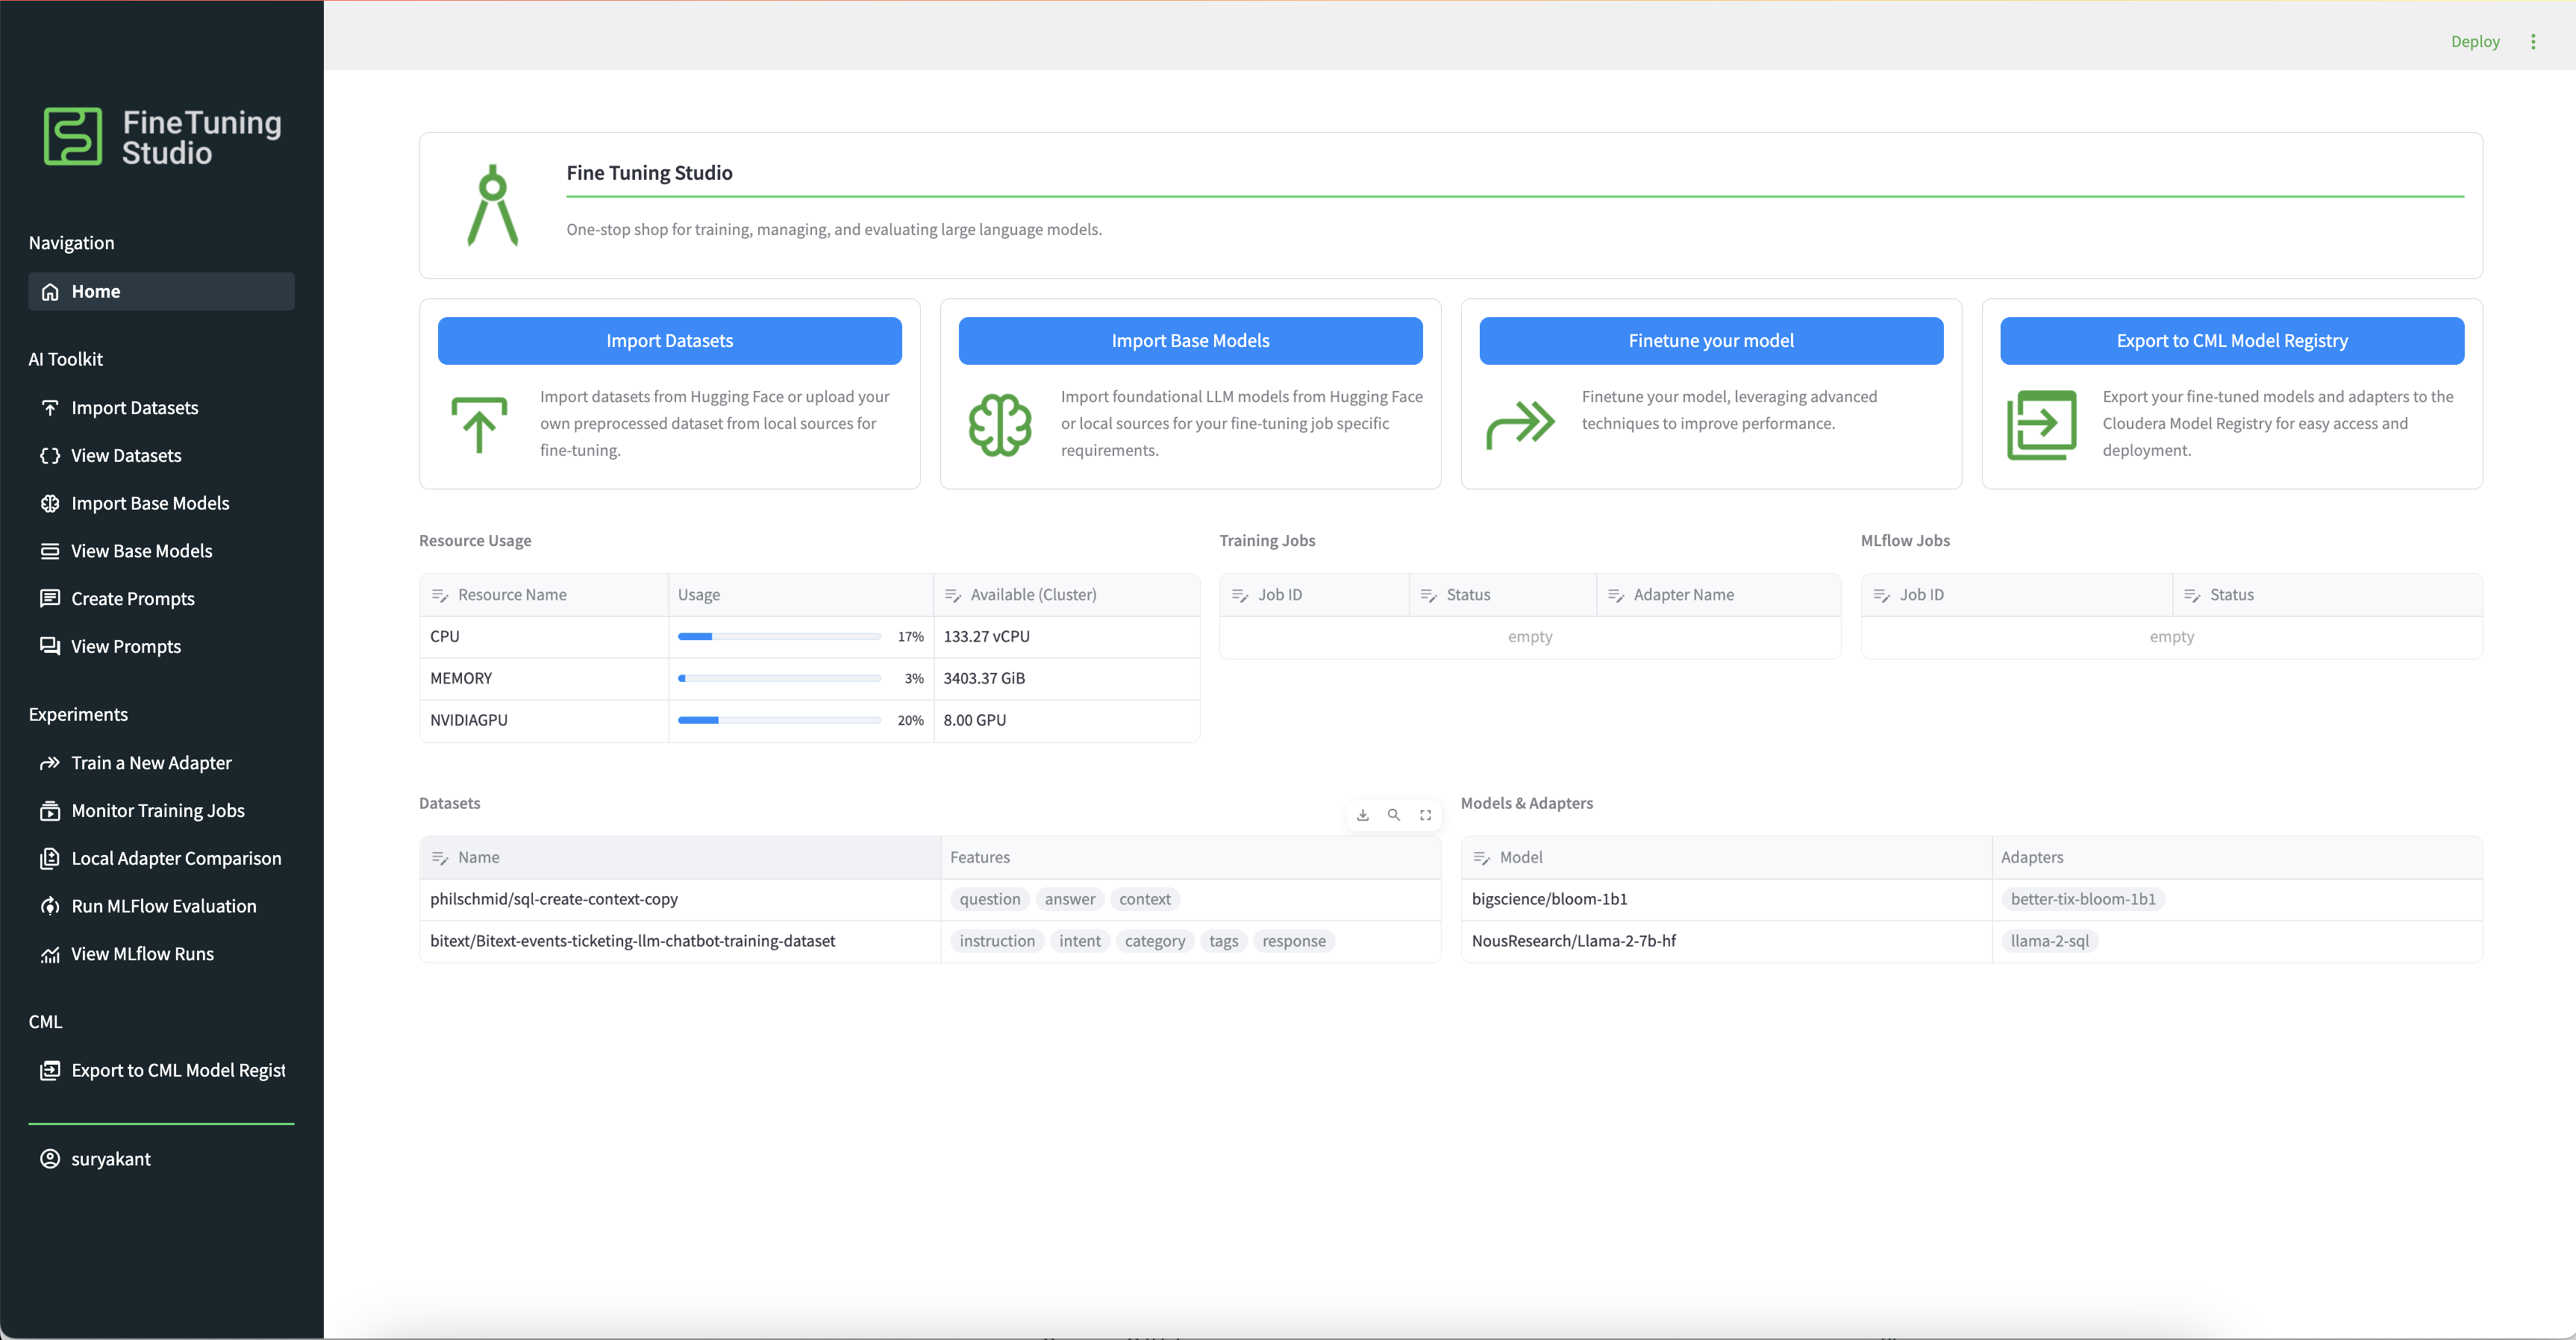 Deploy
FineTuning
Studio
Navigation
Home
AI Toolkit
Import Datasets
View Datasets
Import Base Models
View Base Models
Create Prompts
View Prompts
Experiments
Train a New Adapter
Monitor Training Jobs
Local Adapter Comparison
Run MLFlow Evaluation
View MLflow Runs
CML
Export to CML Model Regist
suryakant
Fine Tuning Studio
One-stop shop for training, managing, and evaluating large language models.
Import Datasets
Import datasets from Hugging Face or upload your
own preprocessed dataset from local sources for
fine-tuning.
Import Base Models
Import foundational LLM models from Hugging Face
or local sources for your fine-tuning job specific
requirements.
Finetune your model
Finetune your model, leveraging advanced
techniques to improve performance.
Export to CML Model Registry
Export your fine-tuned models and adapters to the
Cloudera Model Registry for easy access and
deployment.
Resource Usage
Resource Name Usage Available (Cluster)
CPU 17% 133.27 vCPU
MEMORY 3% 3403.37 GiB
NVIDIAGPU 20% 8.00 GPU
Training Jobs
Job ID Status Adapter Name
empty
MLflow Jobs
Job ID Status
empty
Datasets
Name Features
philschmid/sql-create-context-copy question answer context
bitext/Bitext-events-ticketing-llm-chatbot-training-dataset instruction intent category tags response
Models & Adapters
Model Adapters
bigscience/bloom-1b1 better-tix-bloom-1b1
NousResearch/Llama-2-7b-hf llama-2-sql